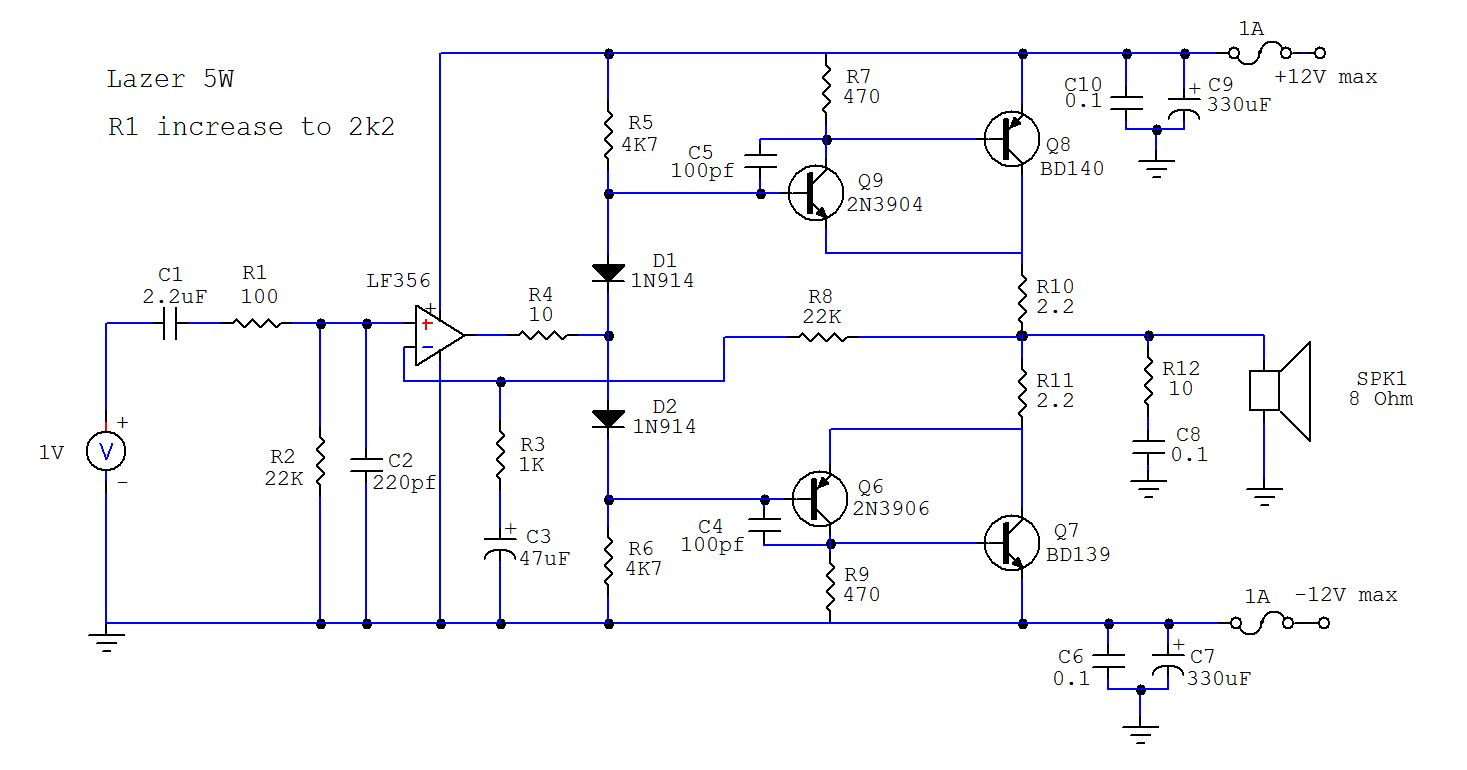 Lazer 5W
R1 increase to 2k2
1A
+12V max
C10
0.1
+
C9
330uF
R7
470
R5
4K7
C5
100pf
Q9
2N3904
Q8
BD140
D1
1N914
C1
2.2uF
R1
100
LF356
+
+
−
R4
10
R8
22K
R10
2.2
R11
2.2
R12
10
SPK1
8 Ohm
C8
0.1
1V
+
V
-
R2
22K
C2
220pf
R3
1K
+
C3
47uF
D2
1N914
Q6
2N3906
C4
100pf
R6
4K7
R9
470
Q7
BD139
1A
-12V max
C6
0.1
+
C7
330uF